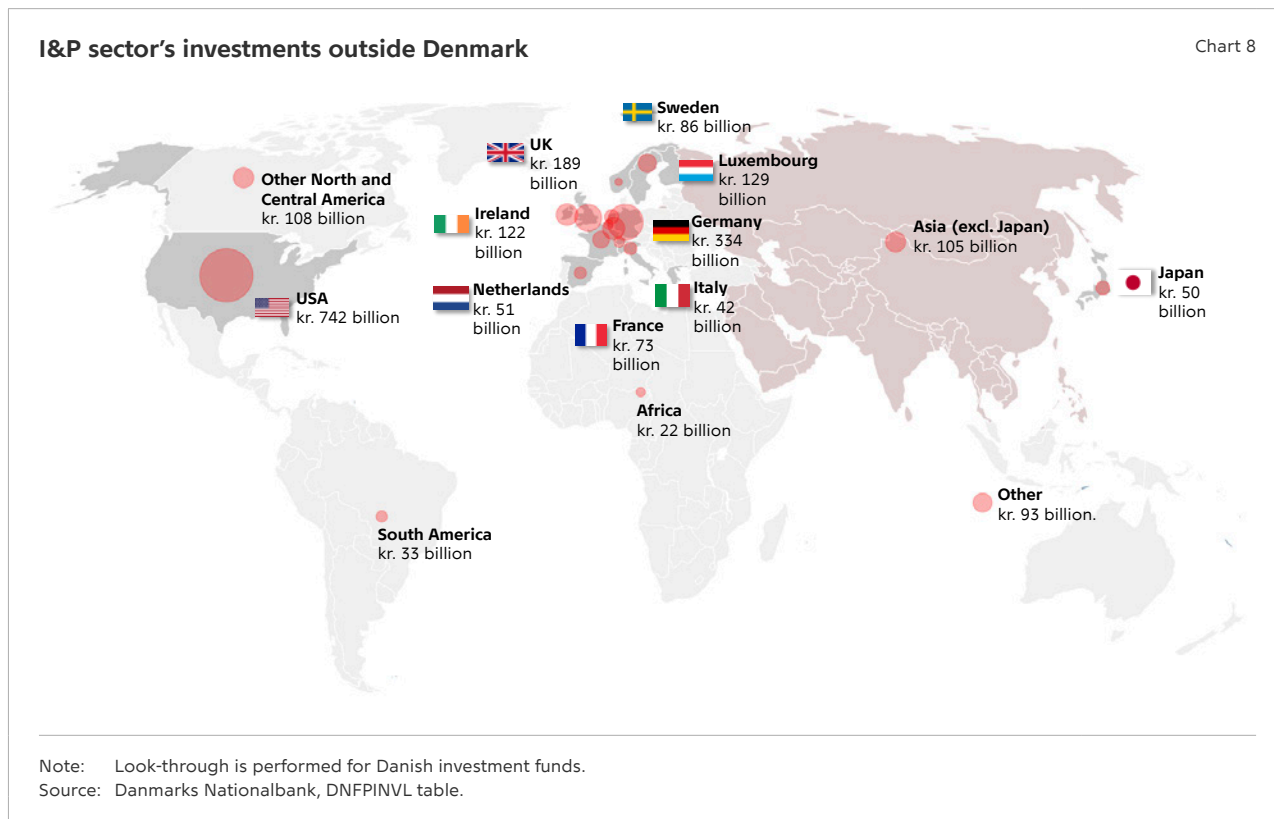 I&P sector's investments outside Denmark
Chart 8
Sweden
kr. 86 billion
UK
kr. 189
billion
Luxembourg
kr. 129
billion
Other North and
Central America
kr. 108 billion
Ireland
kr. 122
billion
Germany
kr. 334
billion
Asia (excl. Japan)
kr. 105 billion
Japan
kr. 50
billion
USA
kr. 742 billion
Netherlands
kr. 51
billion
Italy
kr. 42
billion
France
kr. 73
billion
Africa
kr. 22 billion
Other
kr. 93 billion.
South America
kr. 33 billion
Note: Look-through is performed for Danish investment funds.
Source: Danmarks Nationalbank, DNFPINVL table.